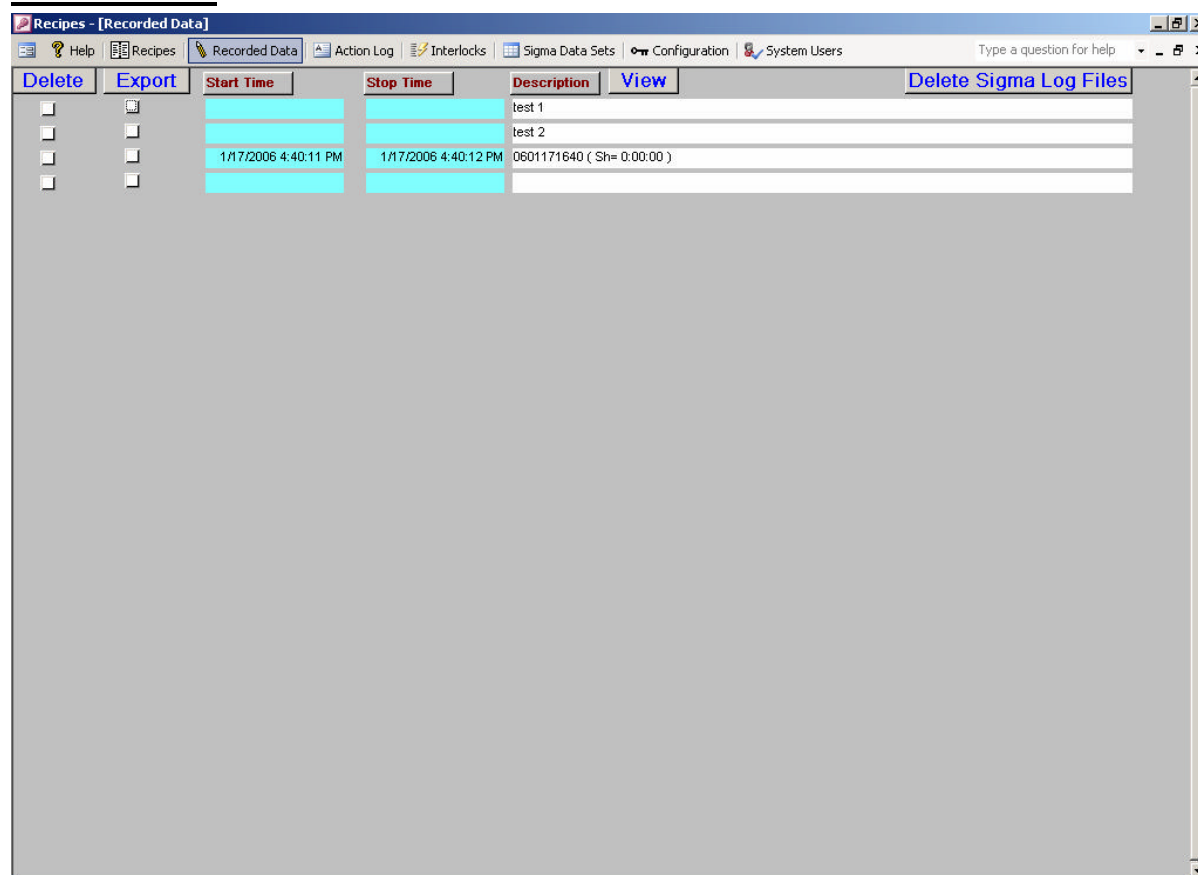 Recipes - [Recorded Data]
Help Recipes Recorded Data Action Log Interlocks Sigma Data Sets Configuration System Users Type a question for help
Delete Export Start Time Stop Time Description View Delete Sigma Log Files
test 1
test 2
1/17/2006 4:40:11 PM 1/17/2006 4:40:12 PM 0601171640 ( Sh= 0:00:00 )